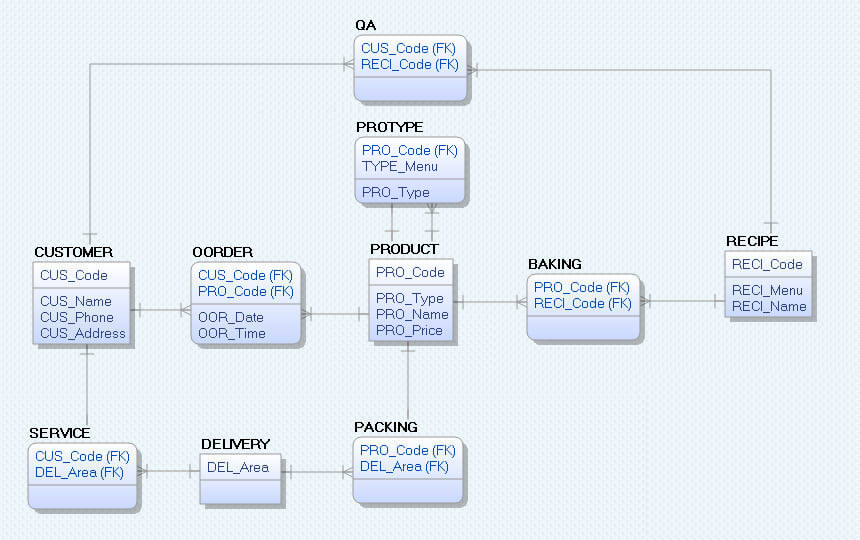 QA
CUS_Code (FK)
RECI_Code (FK)
PROTYPE
PRO_Code (FK)
TYPE_Menu
PRO_Type
CUSTOMER
CUS_Code
CUS_Name
CUS_Phone
CUS_Address
OORDER
CUS_Code (FK)
PRO_Code (FK)
OOR_Date
OOR_Time
PRODUCT
PRO_Code
PRO_Type
PRO_Name
PRO_Price
BAKING
PRO_Code (FK)
RECI_Code (FK)
RECIPE
RECI_Code
RECI_Menu
RECI_Name
SERVICE
CUS_Code (FK)
DEL_Area (FK)
DELIVERY
DEL_Area
PACKING
PRO_Code (FK)
DEL_Area (FK)